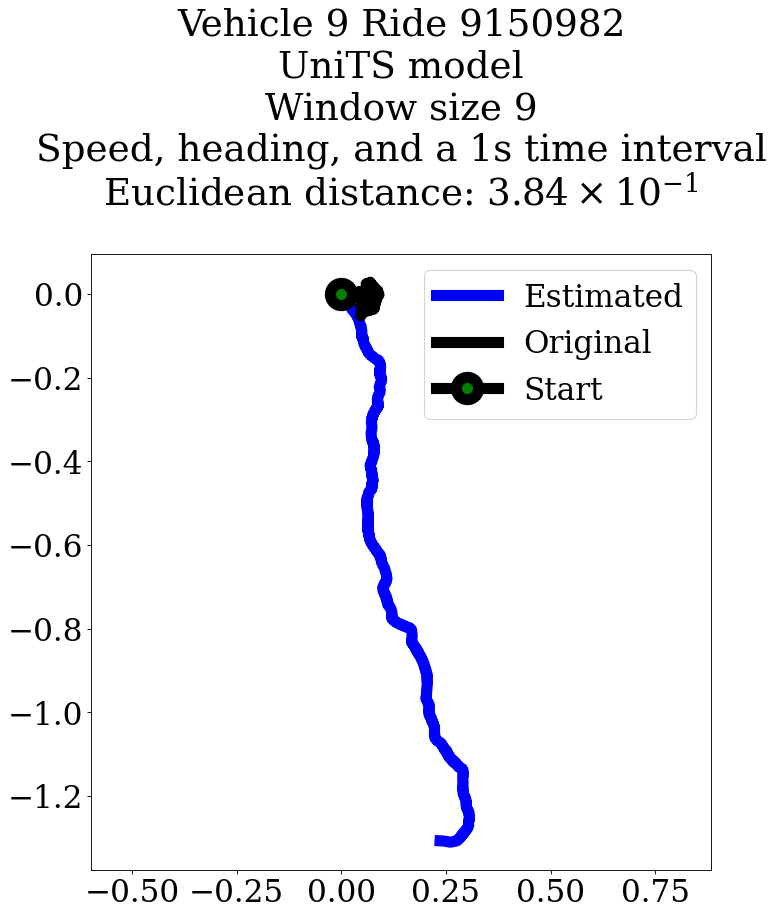 Vehicle 9 Ride 9150982
UniTS model
Window size 9
Speed, heading, and a 1s time interval
Euclidean distance: 3.84 × 10⁻¹
Estimated
Original
Start
0.0
−0.2
−0.4
−0.6
−0.8
−1.0
−1.2
−0.50 −0.25 0.00 0.25 0.50 0.75